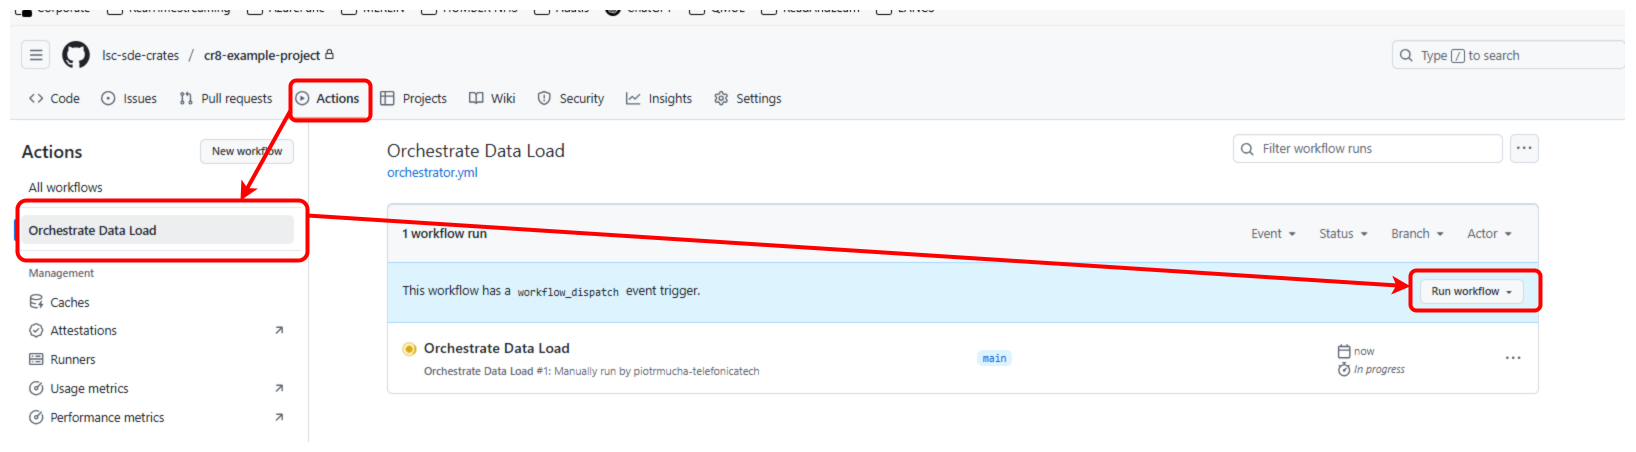 lsc-sde-crates / cr8-example-project
Type / to search
Code Issues Pull requests Actions Projects Wiki Security Insights Settings
Actions
New workflow
All workflows
Orchestrate Data Load
Management
Caches
Attestations
Runners
Usage metrics
Performance metrics
Orchestrate Data Load
orchestrator.yml
Filter workflow runs
1 workflow run
Event Status Branch Actor
This workflow has a workflow_dispatch event trigger.
Run workflow
Orchestrate Data Load
Orchestrate Data Load #1: Manually run by piotrmucha-telefonicatech
main
now
In progress